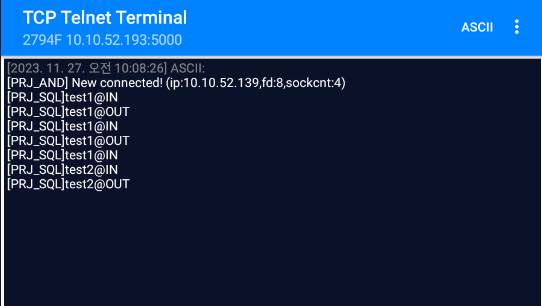 TCP Telnet Terminal
2794F 10.10.52.193:5000
ASCII
[2023. 11. 27. 오전 10:08:26] ASCII:
[PRJ_AND] New connected! (ip:10.10.52.139,fd:8,sockcnt:4)
[PRJ_SQL]test1@IN
[PRJ_SQL]test1@OUT
[PRJ_SQL]test1@IN
[PRJ_SQL]test1@OUT
[PRJ_SQL]test1@IN
[PRJ_SQL]test2@IN
[PRJ_SQL]test2@OUT